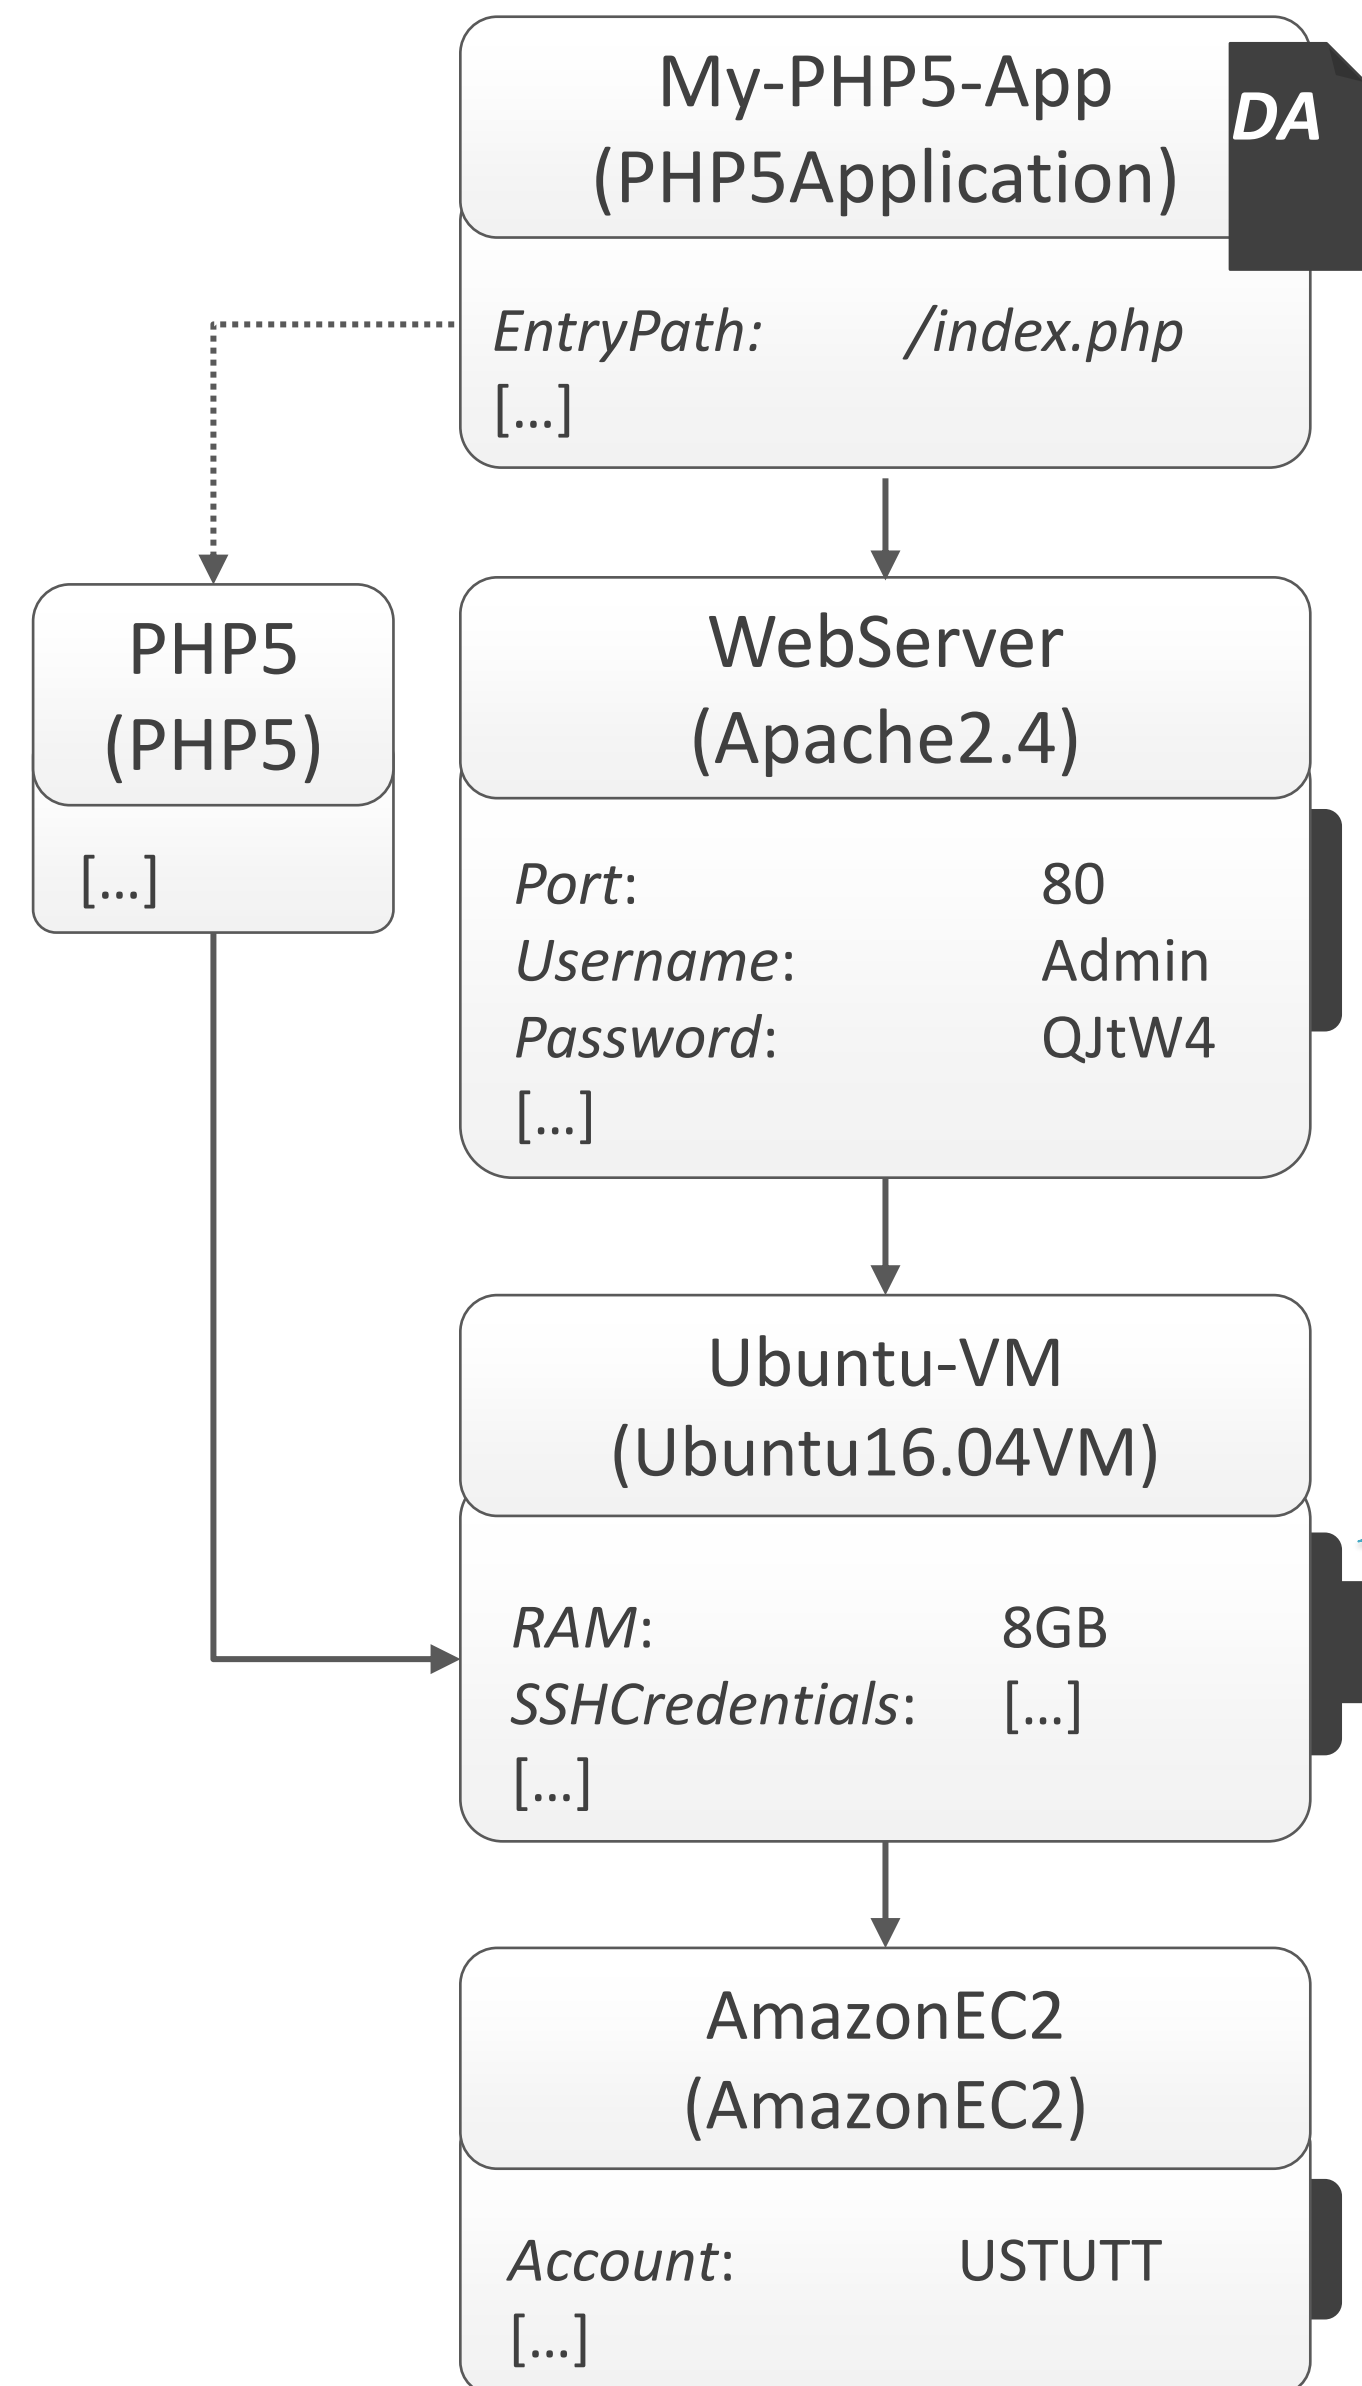 My-PHP5-App
(PHP5Application)
DA
EntryPath: /index.php
[...]
PHP5
(PHP5)
[...]
WebServer
(Apache2.4)
Port: 80
Username: Admin
Password: QJtW4
[...]
Ubuntu-VM
(Ubuntu16.04VM)
RAM: 8GB
SSHCredentials: [...]
[...]
AmazonEC2
(AmazonEC2)
Account: USTUTT
[...]